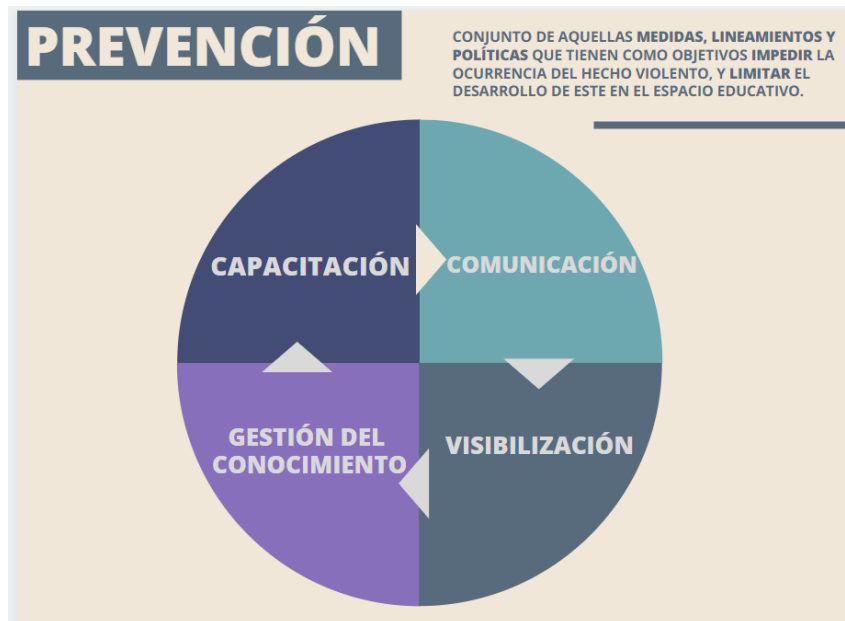 PREVENCIÓN
CONJUNTO DE AQUELLAS MEDIDAS, LINEAMIENTOS Y
POLÍTICAS QUE TIENEN COMO OBJETIVOS IMPEDIR LA
OCURRENCIA DEL HECHO VIOLENTO, Y LIMITAR EL
DESARROLLO DE ESTE EN EL ESPACIO EDUCATIVO.
CAPACITACIÓN
COMUNICACIÓN
GESTIÓN DEL
CONOCIMIENTO
VISIBILIZACIÓN